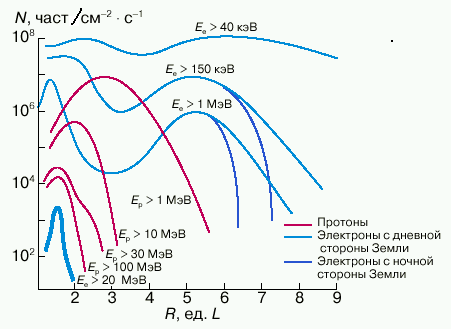 N, част/см⁻² · с⁻¹
10⁸
10⁶
10⁴
10²
Eₑ > 40 кэВ
Eₑ > 150 кэВ
Eₑ > 1 МэВ
Eₚ > 1 МэВ
Eₚ > 10 МэВ
Eₚ > 30 МэВ
Eₚ > 100 МэВ
Eₑ > 20 МэВ
Протоны
Электроны с дневной
стороны Земли
Электроны с ночной
стороны Земли
2 3 4 5 6 7 8 9
R, ед. L